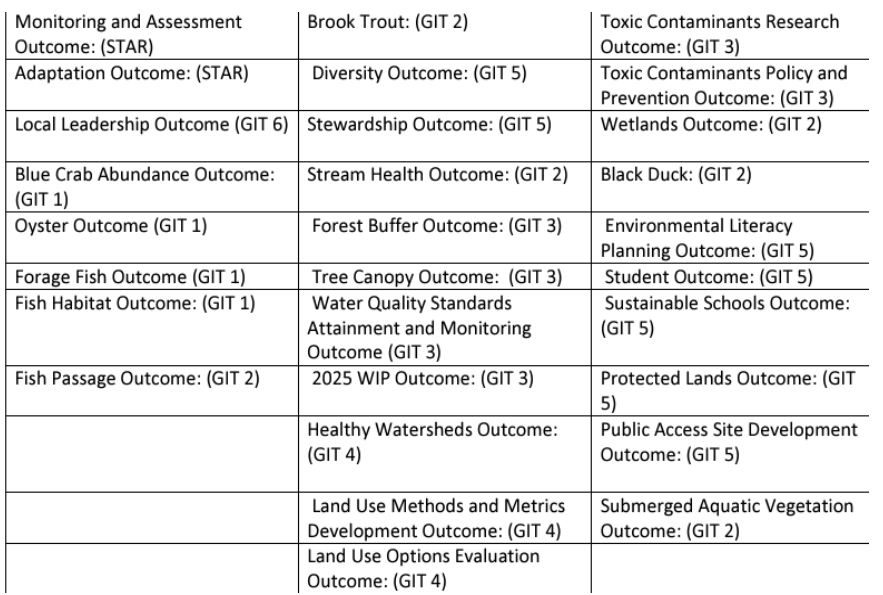 Monitoring and Assessment
Outcome: (STAR)
Brook Trout: (GIT 2)
Toxic Contaminants Research
Outcome: (GIT 3)
Adaptation Outcome: (STAR)
Diversity Outcome: (GIT 5)
Toxic Contaminants Policy and
Prevention Outcome: (GIT 3)
Local Leadership Outcome (GIT 6)
Stewardship Outcome: (GIT 5)
Wetlands Outcome: (GIT 2)
Blue Crab Abundance Outcome:
(GIT 1)
Stream Health Outcome: (GIT 2)
Black Duck: (GIT 2)
Oyster Outcome (GIT 1)
Forest Buffer Outcome: (GIT 3)
Environmental Literacy
Planning Outcome: (GIT 5)
Forage Fish Outcome (GIT 1)
Tree Canopy Outcome: (GIT 3)
Student Outcome: (GIT 5)
Fish Habitat Outcome: (GIT 1)
Water Quality Standards
Attainment and Monitoring
Outcome (GIT 3)
Sustainable Schools Outcome:
(GIT 5)
Fish Passage Outcome: (GIT 2)
2025 WIP Outcome: (GIT 3)
Protected Lands Outcome: (GIT
5)
Healthy Watersheds Outcome:
(GIT 4)
Public Access Site Development
Outcome: (GIT 5)
Land Use Methods and Metrics
Development Outcome: (GIT 4)
Submerged Aquatic Vegetation
Outcome: (GIT 2)
Land Use Options Evaluation
Outcome: (GIT 4)